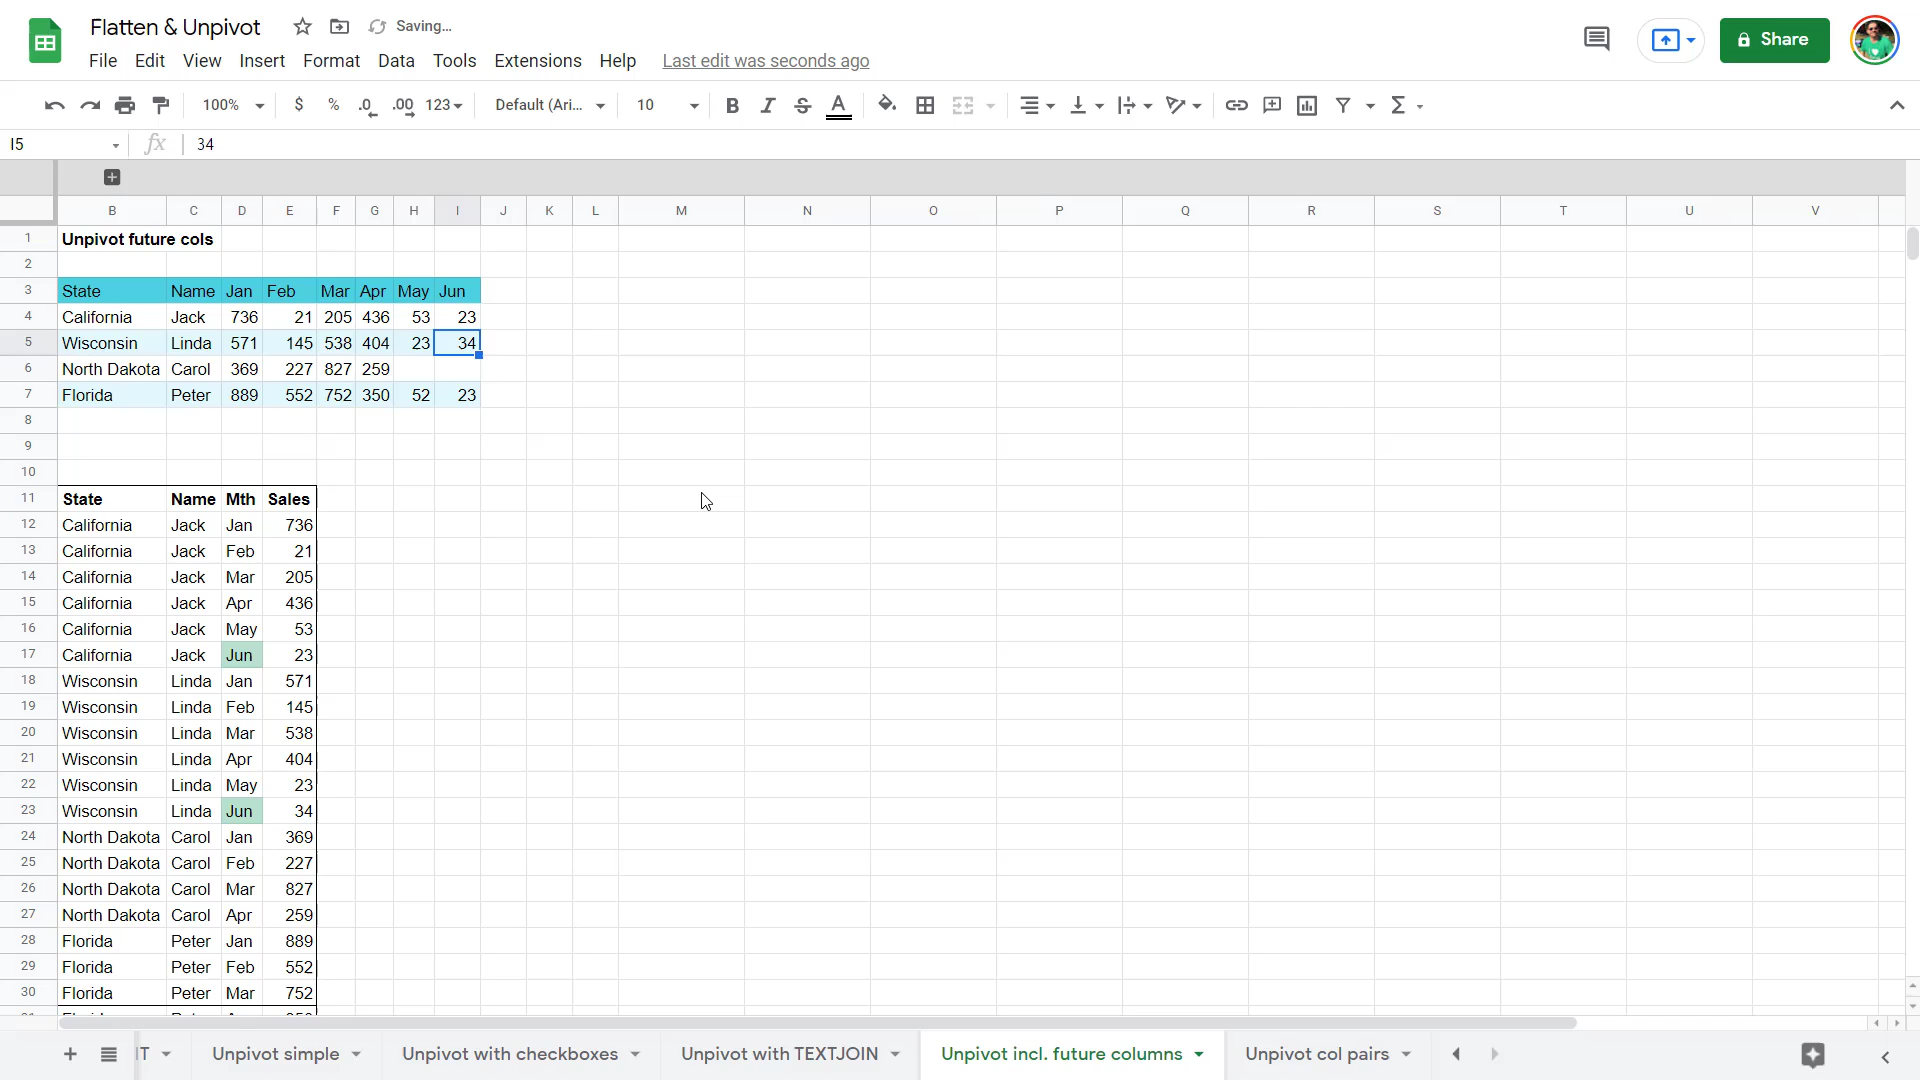 Flatten & Unpivot Saving...
File Edit View Insert Format Data Tools Extensions Help Last edit was seconds ago
Share
100% $ % .0 .00 123 Default (Ari... 10 B I S A Σ
I5 fx 34
B C D E F G H I J K L M N O P Q R S T U V
1 Unpivot future cols
2
3 State Name Jan Feb Mar Apr May Jun
4 California Jack 736 21 205 436 53 23
5 Wisconsin Linda 571 145 538 404 23 34
6 North Dakota Carol 369 227 827 259
7 Florida Peter 889 552 752 350 52 23
8
9
10
11 State Name Mth Sales
12 California Jack Jan 736
13 California Jack Feb 21
14 California Jack Mar 205
15 California Jack Apr 436
16 California Jack May 53
17 California Jack Jun 23
18 Wisconsin Linda Jan 571
19 Wisconsin Linda Feb 145
20 Wisconsin Linda Mar 538
21 Wisconsin Linda Apr 404
22 Wisconsin Linda May 23
23 Wisconsin Linda Jun 34
24 North Dakota Carol Jan 369
25 North Dakota Carol Feb 227
26 North Dakota Carol Mar 827
27 North Dakota Carol Apr 259
28 Florida Peter Jan 889
29 Florida Peter Feb 552
30 Florida Peter Mar 752
IT Unpivot simple Unpivot with checkboxes Unpivot with TEXTJOIN Unpivot incl. future columns Unpivot col pairs